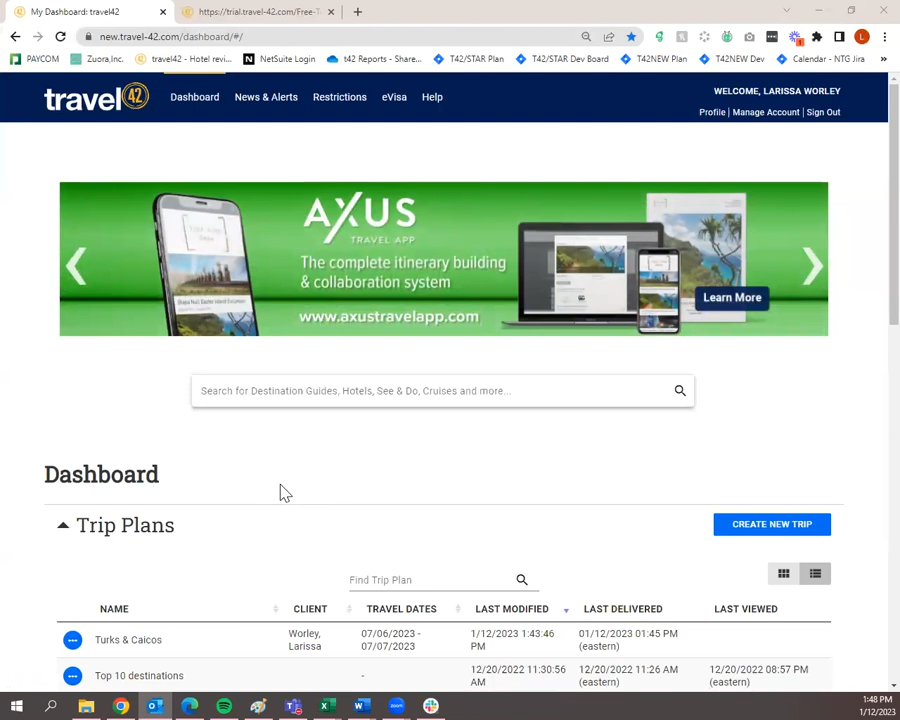 My Dashboard: travel42
https://trial.travel-42.com/Free-T
new.travel-42.com/dashboard/#/
PAYCOM
Zuora,Inc.
travel42 - Hotel revi...
NetSuite Login
t42 Reports - Share...
T42/STAR Plan
T42/STAR Dev Board
T42NEW Plan
T42NEW Dev
Calendar - NTG Jira
travel42
Dashboard
News & Alerts
Restrictions
eVisa
Help
WELCOME, LARISSA WORLEY
Profile | Manage Account | Sign Out
AXUS
TRAVEL APP
The complete itinerary building
& collaboration system
www.axustravelapp.com
Learn More
Search for Destination Guides, Hotels, See & Do, Cruises and more...
Dashboard
Trip Plans
CREATE NEW TRIP
Find Trip Plan
NAME CLIENT TRAVEL DATES LAST MODIFIED LAST DELIVERED LAST VIEWED
Turks & Caicos
Worley,
Larissa
07/06/2023 -
07/07/2023
1/12/2023 1:43:46
PM
01/12/2023 01:45 PM
(eastern)
Top 10 destinations
-
12/20/2022 11:30:56
AM
12/20/2022 11:26 AM
(eastern)
12/20/2022 08:57 PM
(eastern)
1:48 PM
1/12/2023